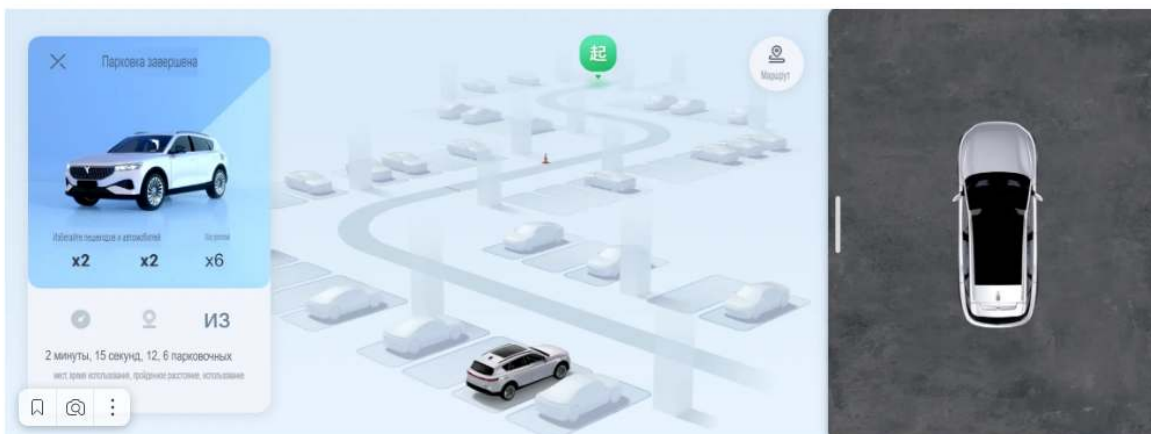 Парковка завершена
Избегайте пешеходов и автомобилей
x2
x2
x6
ИЗ
2 минуты, 15 секунд, 12, 6 парковочных
мест, время использования, пройденное расстояние, использование
起
Маршрут